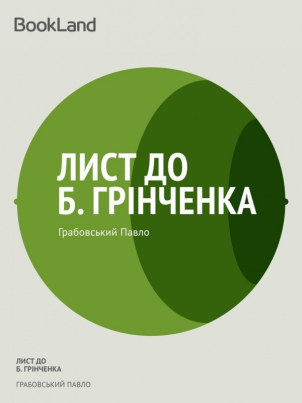 BookLand
ЛИСТ ДО
Б. ГРІНЧЕНКА
Грабовський Павло
ЛИСТ ДО
Б. ГРІНЧЕНКА
ГРАБОВСЬКИЙ ПАВЛО